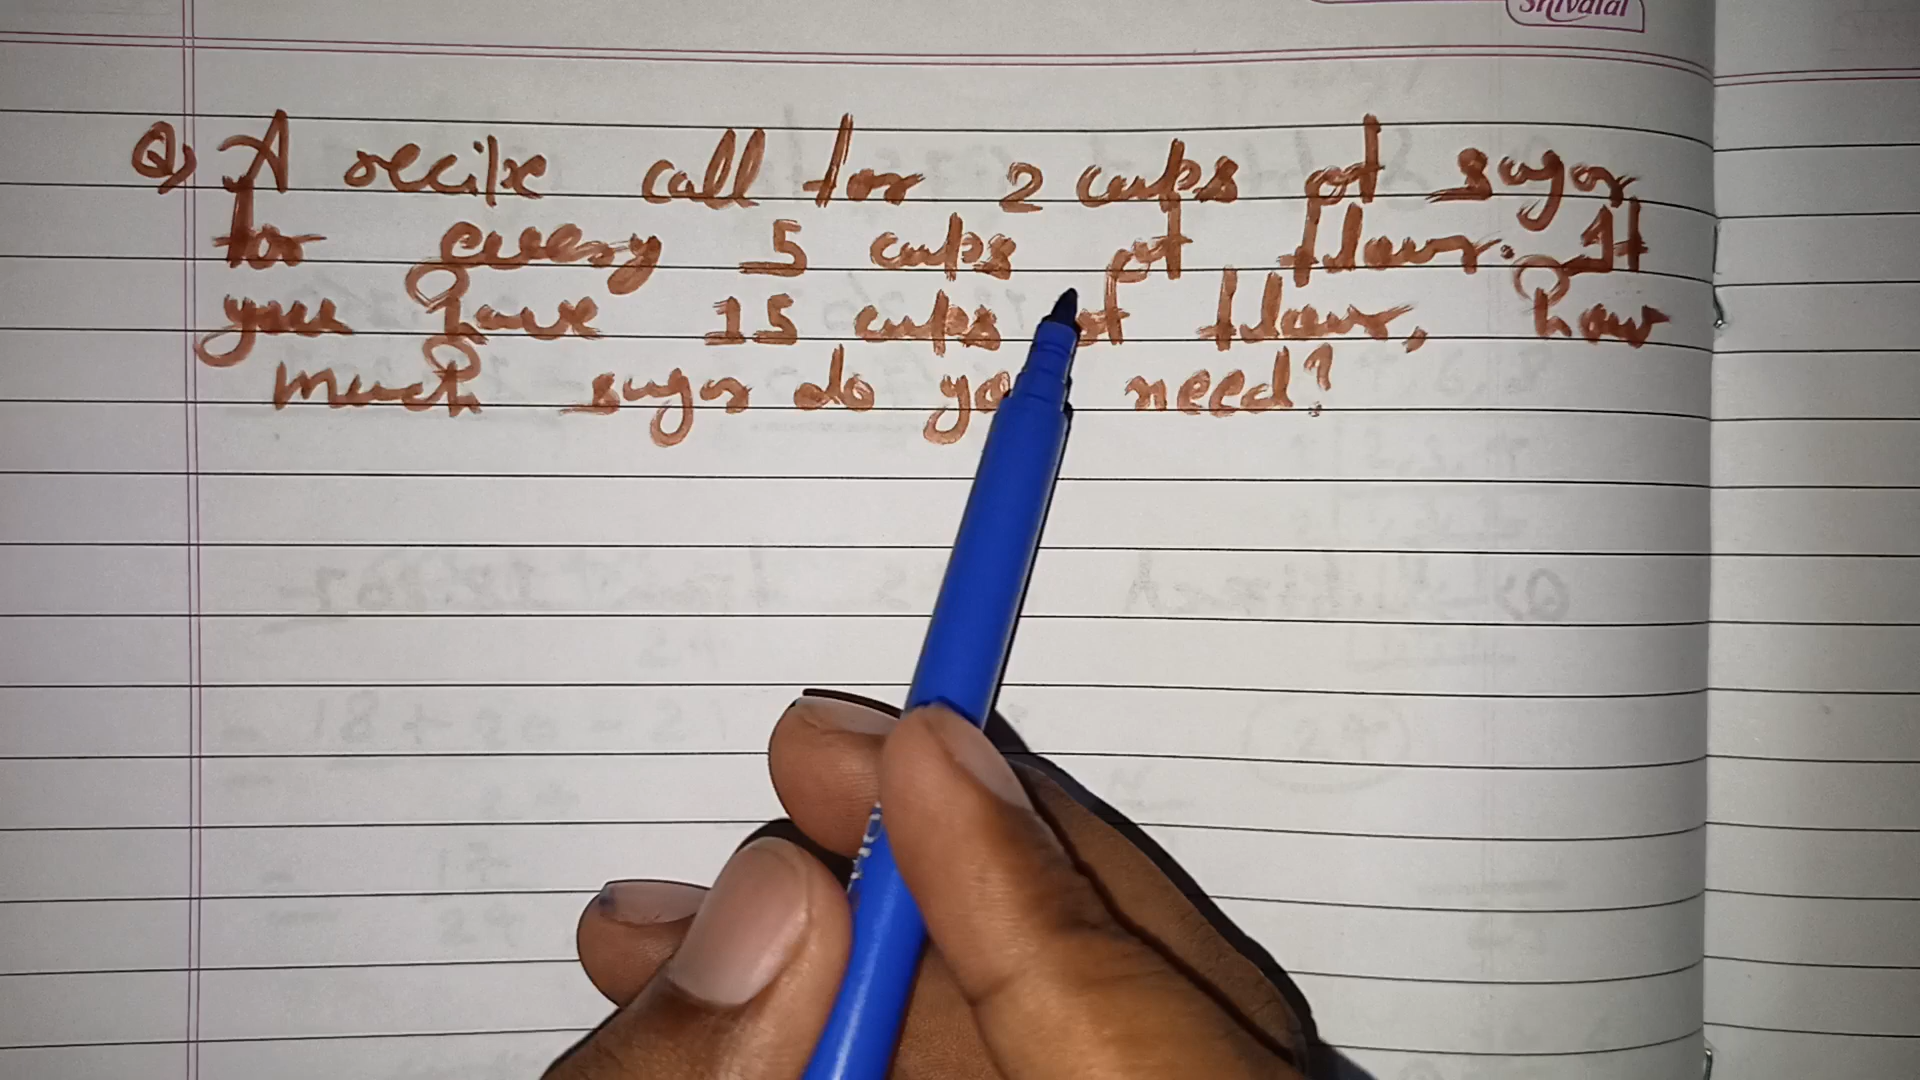 Shivalal
Q) A recipe call for 2 cups of sugar
for every 5 cups of flour. If
you have 15 cups of flour, how
much sugar do you need?